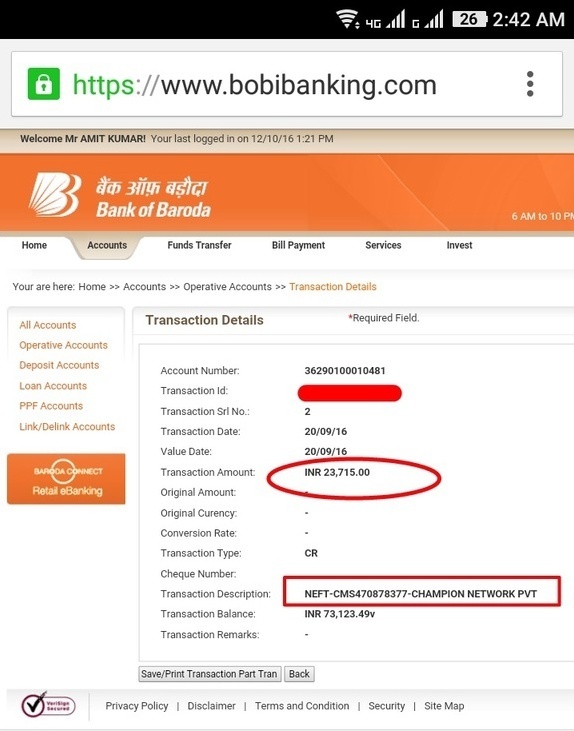 4G G 26 2:42 AM
https://www.bobibanking.com
Welcome Mr AMIT KUMAR! Your last logged in on 12/10/16 1:21 PM
बैंक ऑफ़ बड़ौदा
Bank of Baroda
6 AM to 10 PM
Home Accounts Funds Transfer Bill Payment Services Invest
Your are here: Home >> Accounts >> Operative Accounts >> Transaction Details
All Accounts
Operative Accounts
Deposit Accounts
Loan Accounts
PPF Accounts
Link/Delink Accounts
BARODA CONNECT
Retail eBanking
Transaction Details *Required Field.
Account Number: 36290100010481
Transaction Id:
Transaction Srl No.: 2
Transaction Date: 20/09/16
Value Date: 20/09/16
Transaction Amount: INR 23,715.00
Original Amount: -
Original Curency: -
Conversion Rate: -
Transaction Type: CR
Cheque Number:
Transaction Description: NEFT-CMS470878377-CHAMPION NETWORK PVT
Transaction Balance: INR 73,123.49v
Transaction Remarks: -
Save/Print Transaction Part Tran Back
VeriSign Secured
Privacy Policy | Disclaimer | Terms and Condition | Security | Site Map